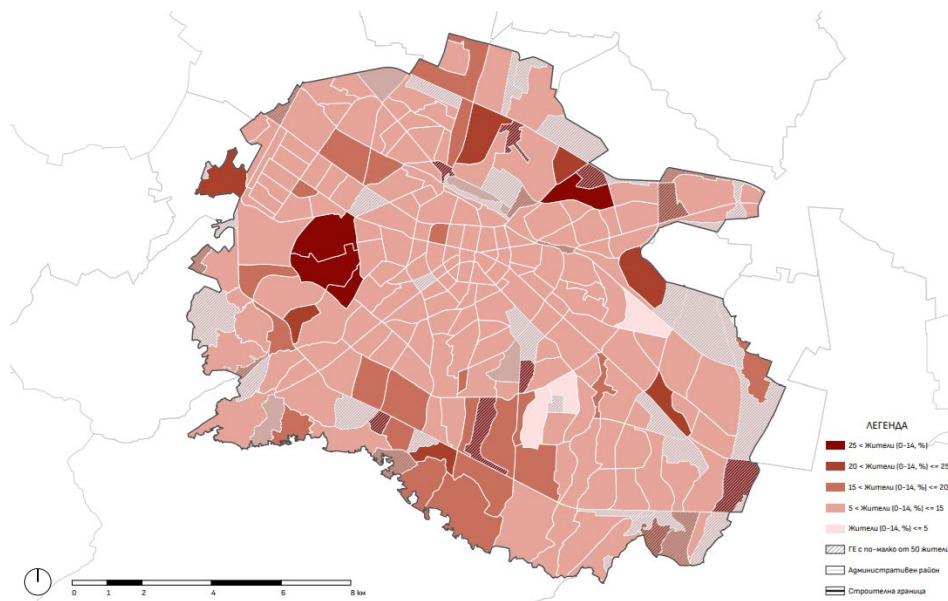 ЛЕГЕНДА
25 < Жители (0-14, %)
20 < Жители (0-14, %) <= 25
15 < Жители (0-14, %) <= 20
5 < Жители (0-14, %) <= 15
Жители (0-14, %) <= 5
ГЕ с по-малко от 50 жители
Административен район
Строителна граница
0 1 2 4 6 8 км